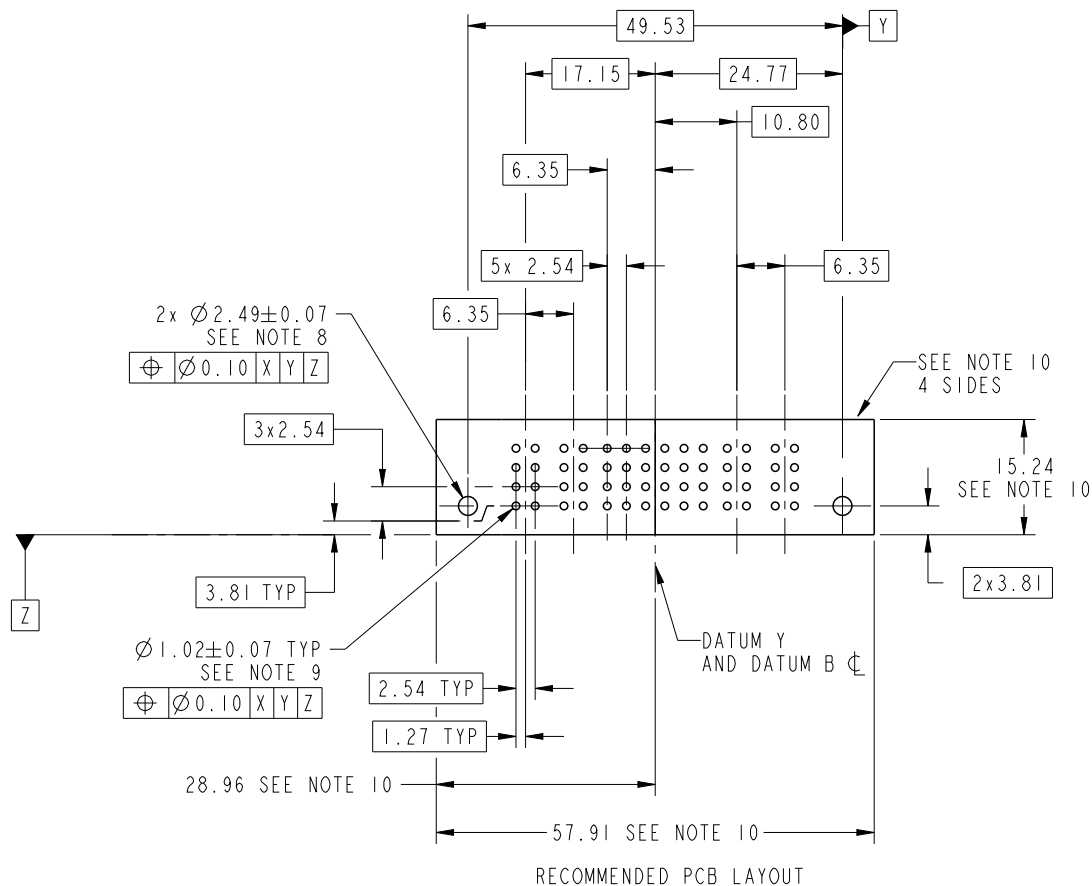 49.53
Y
17.15
24.77
10.80
6.35
5x 2.54
6.35
6.35
2x Ø2.49±0.07
SEE NOTE 8
⌖ Ø0.10 X Y Z
SEE NOTE 10
4 SIDES
3x2.54
15.24
SEE NOTE 10
3.81 TYP
2x3.81
Z
Ø1.02±0.07 TYP
SEE NOTE 9
⌖ Ø0.10 X Y Z
DATUM Y
AND DATUM B ℄
2.54 TYP
1.27 TYP
28.96 SEE NOTE 10
57.91 SEE NOTE 10
RECOMMENDED PCB LAYOUT